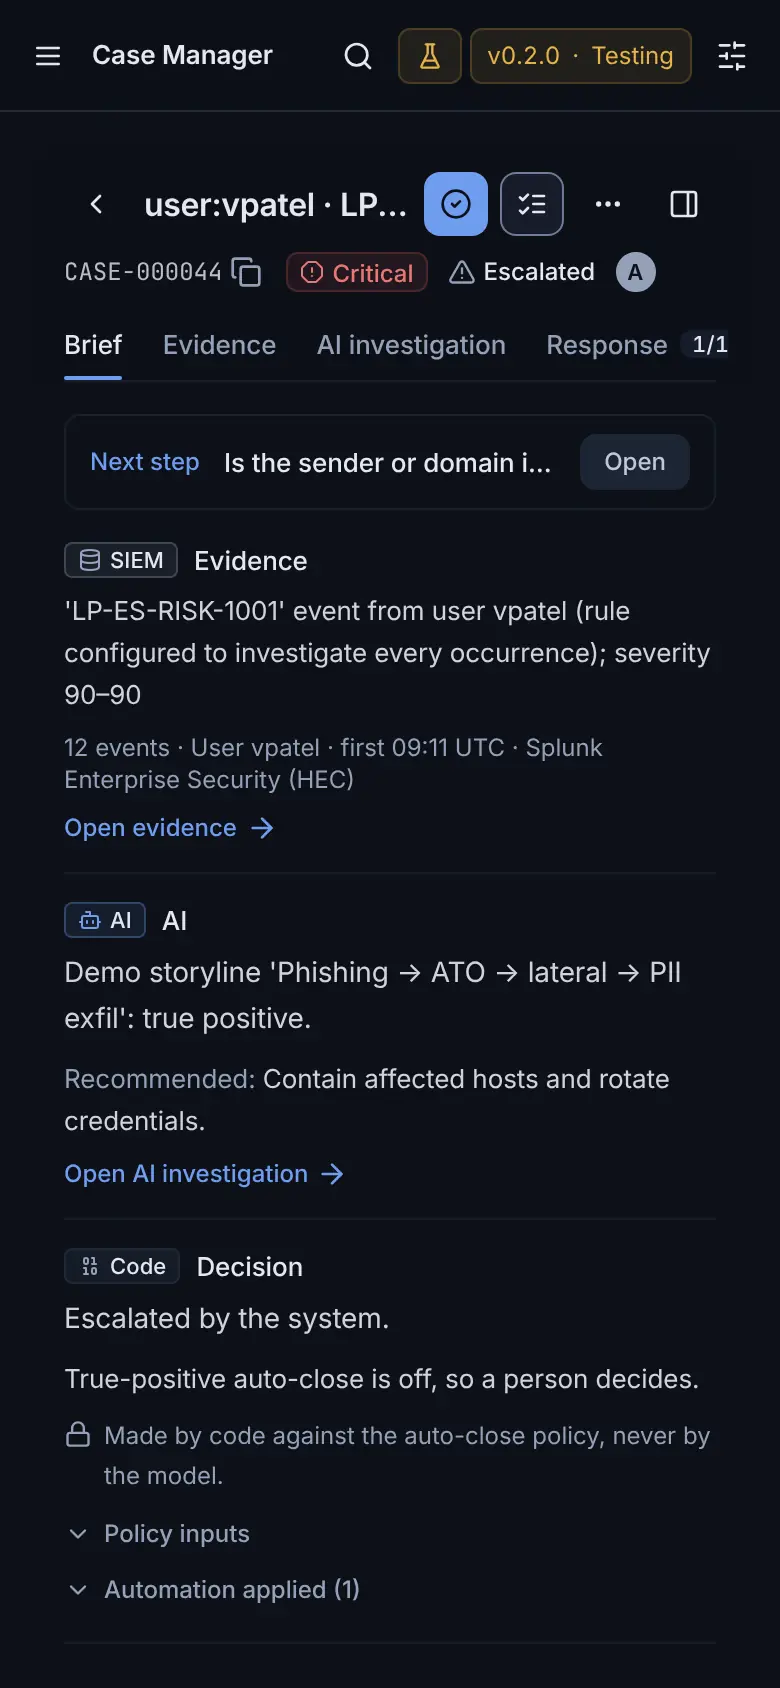 Case Manager
v0.2.0 · Testing
user:vpatel · LP...
CASE-000044
Critical
Escalated
A
Brief
Evidence
AI investigation
Response 1/1
Next step
Is the sender or domain i...
Open
SIEM
Evidence
'LP-ES-RISK-1001' event from user vpatel (rule
configured to investigate every occurrence); severity
90–90
12 events · User vpatel · first 09:11 UTC · Splunk
Enterprise Security (HEC)
Open evidence →
AI
AI
Demo storyline 'Phishing → ATO → lateral → PII
exfil': true positive.
Recommended: Contain affected hosts and rotate
credentials.
Open AI investigation →
Code
Decision
Escalated by the system.
True-positive auto-close is off, so a person decides.
Made by code against the auto-close policy, never by
the model.
Policy inputs
Automation applied (1)